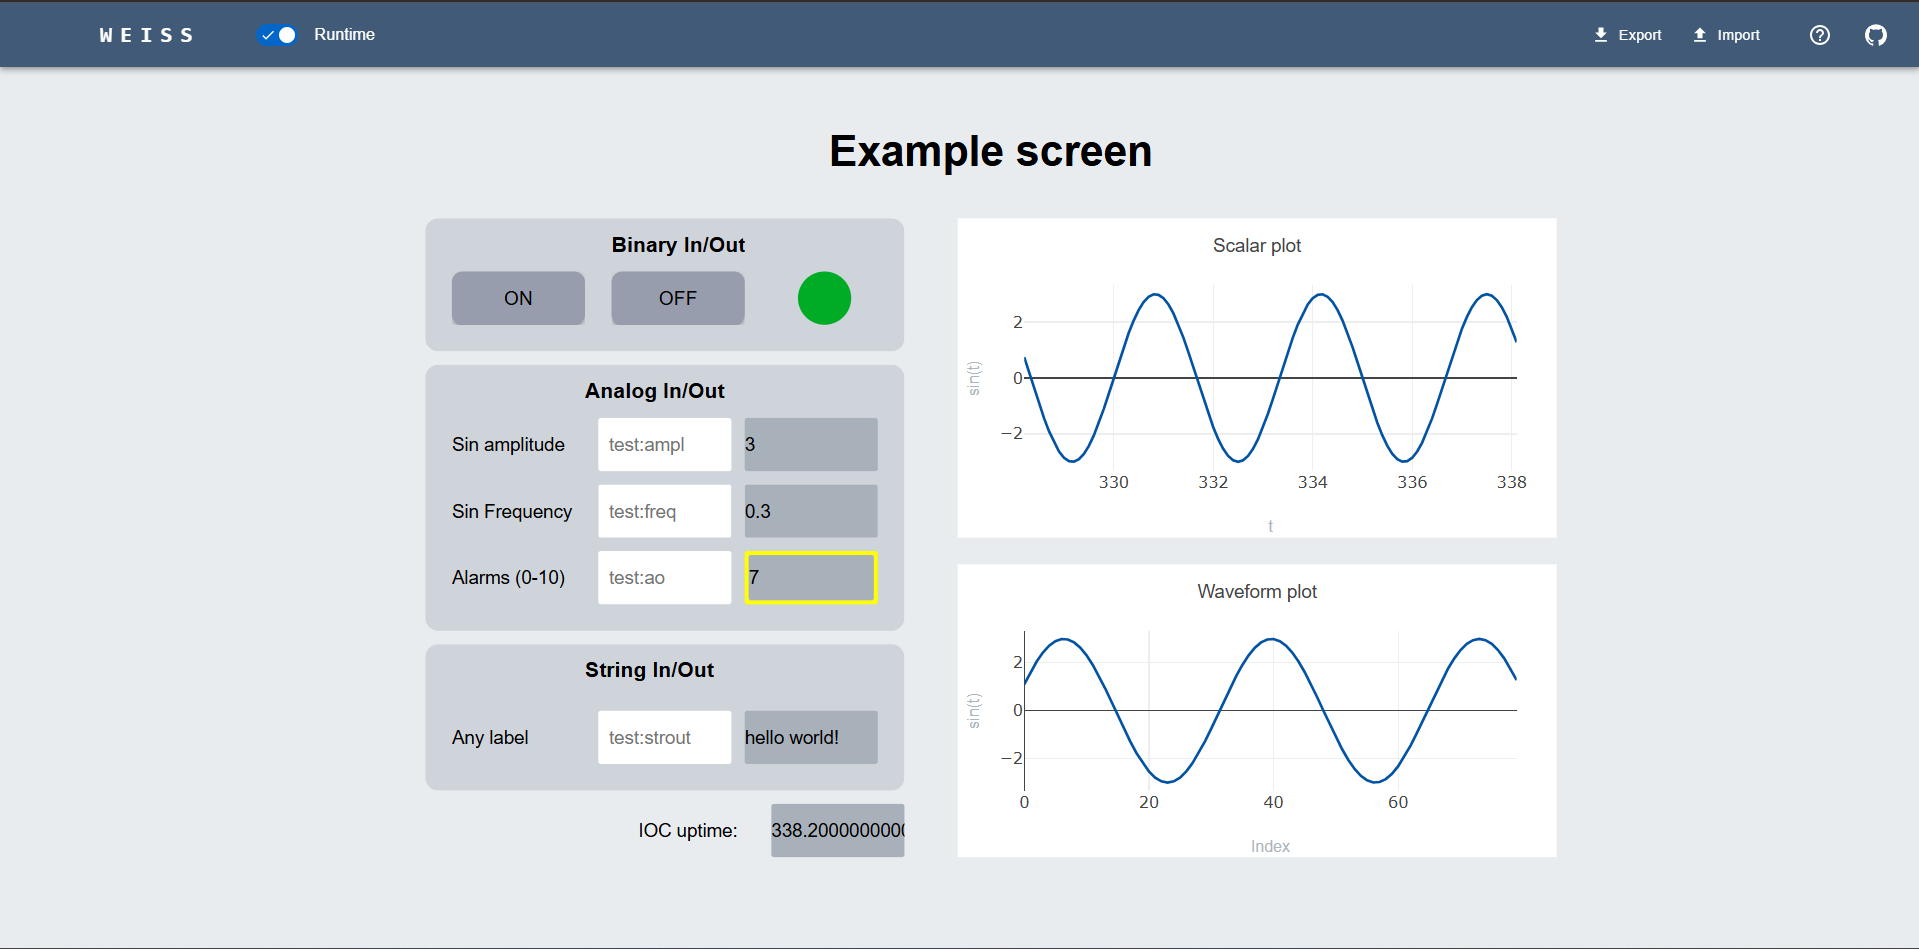 WEISS
Runtime
Export
Import
Example screen
Binary In/Out
ON
OFF
Analog In/Out
Sin amplitude
test:ampl
3
Sin Frequency
test:freq
0.3
Alarms (0-10)
test:ao
7
String In/Out
Any label
test:strout
hello world!
IOC uptime:
338.2000000000
Scalar plot
sin(t)
2
0
−2
330
332
334
336
338
t
Waveform plot
sin(t)
2
0
−2
0
20
40
60
Index